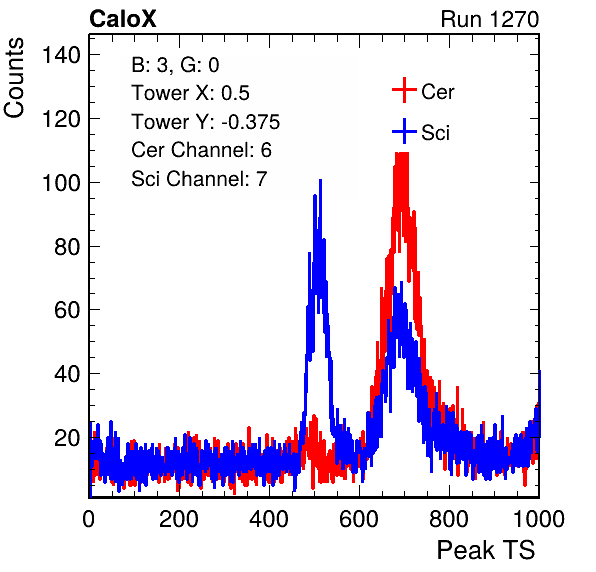 CaloX Run 1270
Counts
140
120
100
80
60
40
20
B: 3, G: 0
Tower X: 0.5
Tower Y: -0.375
Cer Channel: 6
Sci Channel: 7
Cer
Sci
0 200 400 600 800 1000
Peak TS